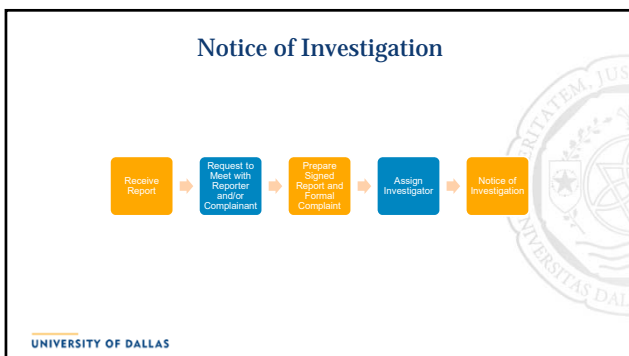 Notice of Investigation
Receive
Report
Request to
Meet with
Reporter
and/or
Complainant
Prepare
Signed
Report and
Formal
Complaint
Assign
Investigator
Notice of
Investigation
UNIVERSITY OF DALLAS